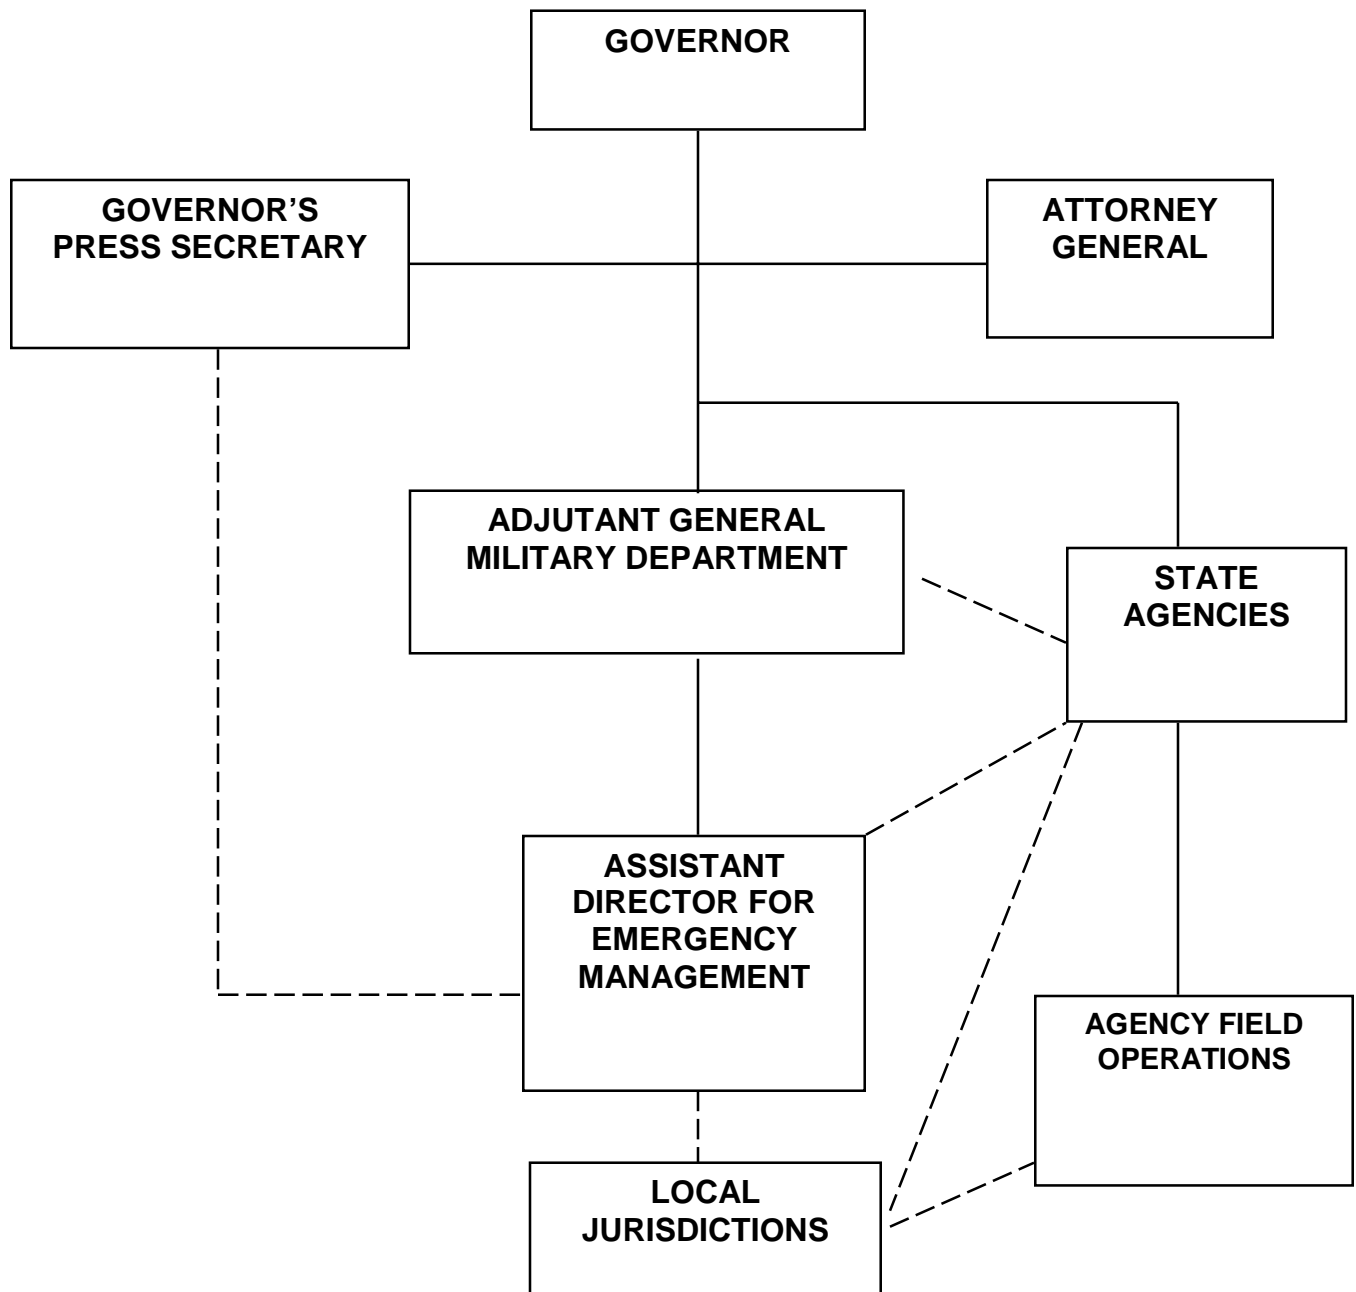 GOVERNOR
GOVERNOR’S
PRESS SECRETARY
ATTORNEY
GENERAL
ADJUTANT GENERAL
MILITARY DEPARTMENT
STATE
AGENCIES
ASSISTANT
DIRECTOR FOR
EMERGENCY
MANAGEMENT
AGENCY FIELD
OPERATIONS
LOCAL
JURISDICTIONS